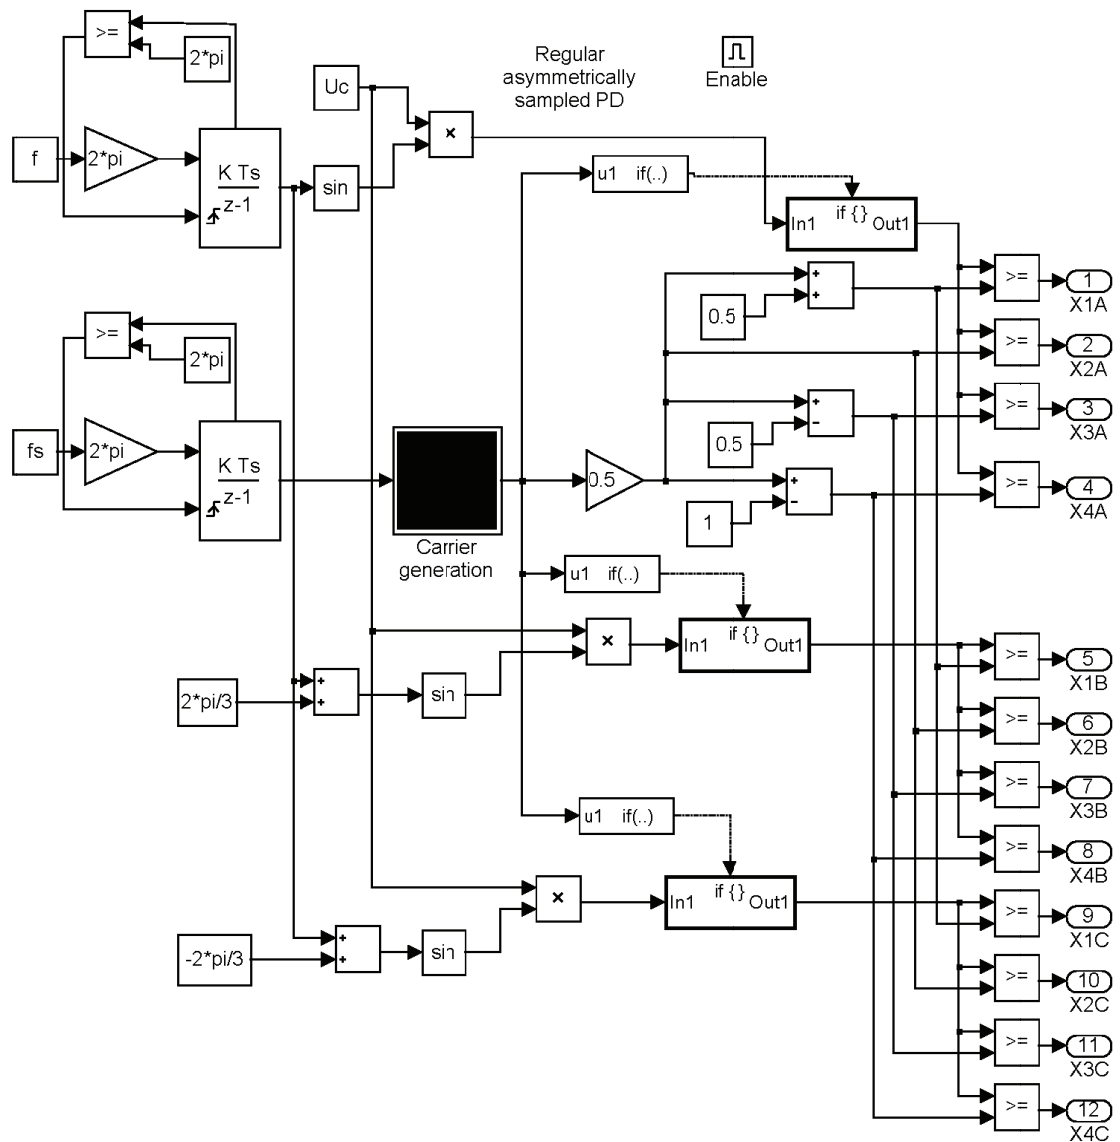 >=
2*pi
f
2*pi
K Ts
z-1
Uc
sin
×
Regular
asymmetrically
sampled PD
Enable
u1 if(..)
In1
if { }
Out1
>=
2*pi
fs
2*pi
K Ts
z-1
Carrier
generation
0.5
+
+
0.5
+
-
0.5
+
-
1
>=
1
X1A
>=
2
X2A
>=
3
X3A
>=
4
X4A
u1 if(..)
×
In1
if { }
Out1
2*pi/3
+
+
sin
>=
5
X1B
>=
6
X2B
>=
7
X3B
>=
8
X4B
u1 if(..)
×
In1
if { }
Out1
-2*pi/3
+
+
sin
>=
9
X1C
>=
10
X2C
>=
11
X3C
>=
12
X4C